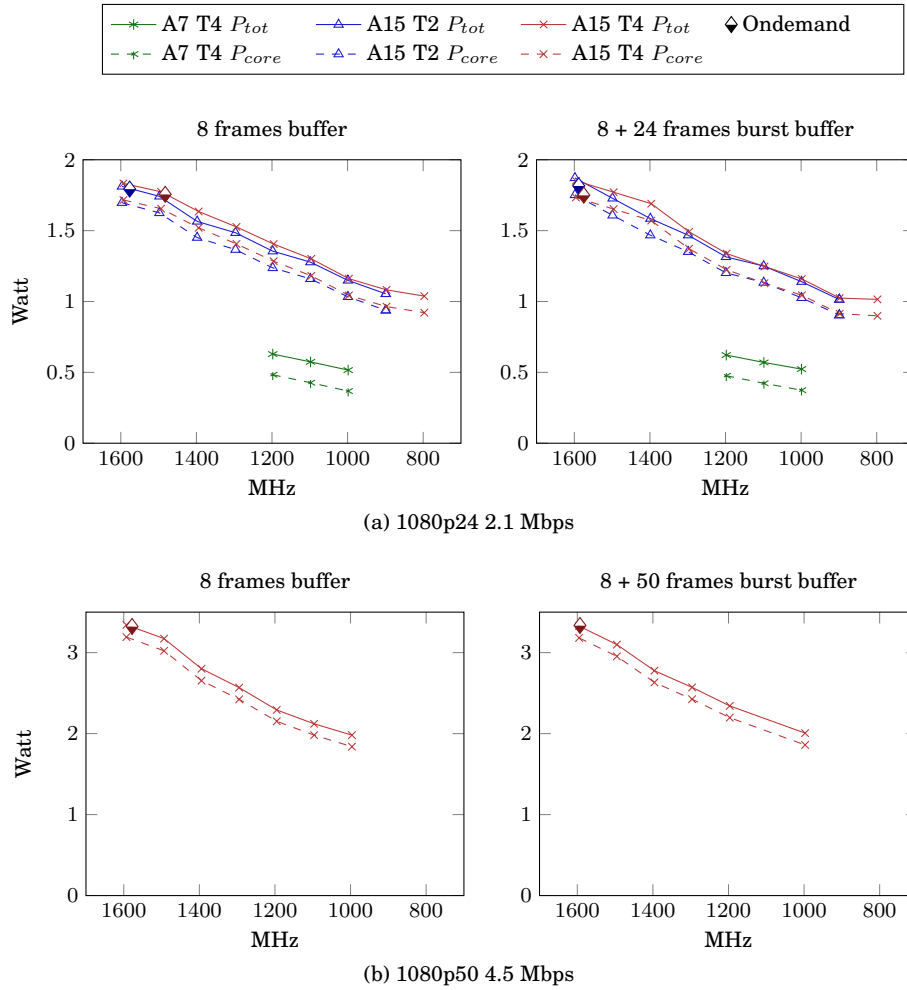 A7 T4 P_tot A15 T2 P_tot A15 T4 P_tot Ondemand
A7 T4 P_core A15 T2 P_core A15 T4 P_core
8 frames buffer
8 + 24 frames burst buffer
2
1.5
1
0.5
0
Watt
1600 1400 1200 1000 800
MHz
2
1.5
1
0.5
0
1600 1400 1200 1000 800
MHz
(a) 1080p24 2.1 Mbps
8 frames buffer
8 + 50 frames burst buffer
3
2
1
0
Watt
1600 1400 1200 1000 800
MHz
3
2
1
0
1600 1400 1200 1000 800
MHz
(b) 1080p50 4.5 Mbps